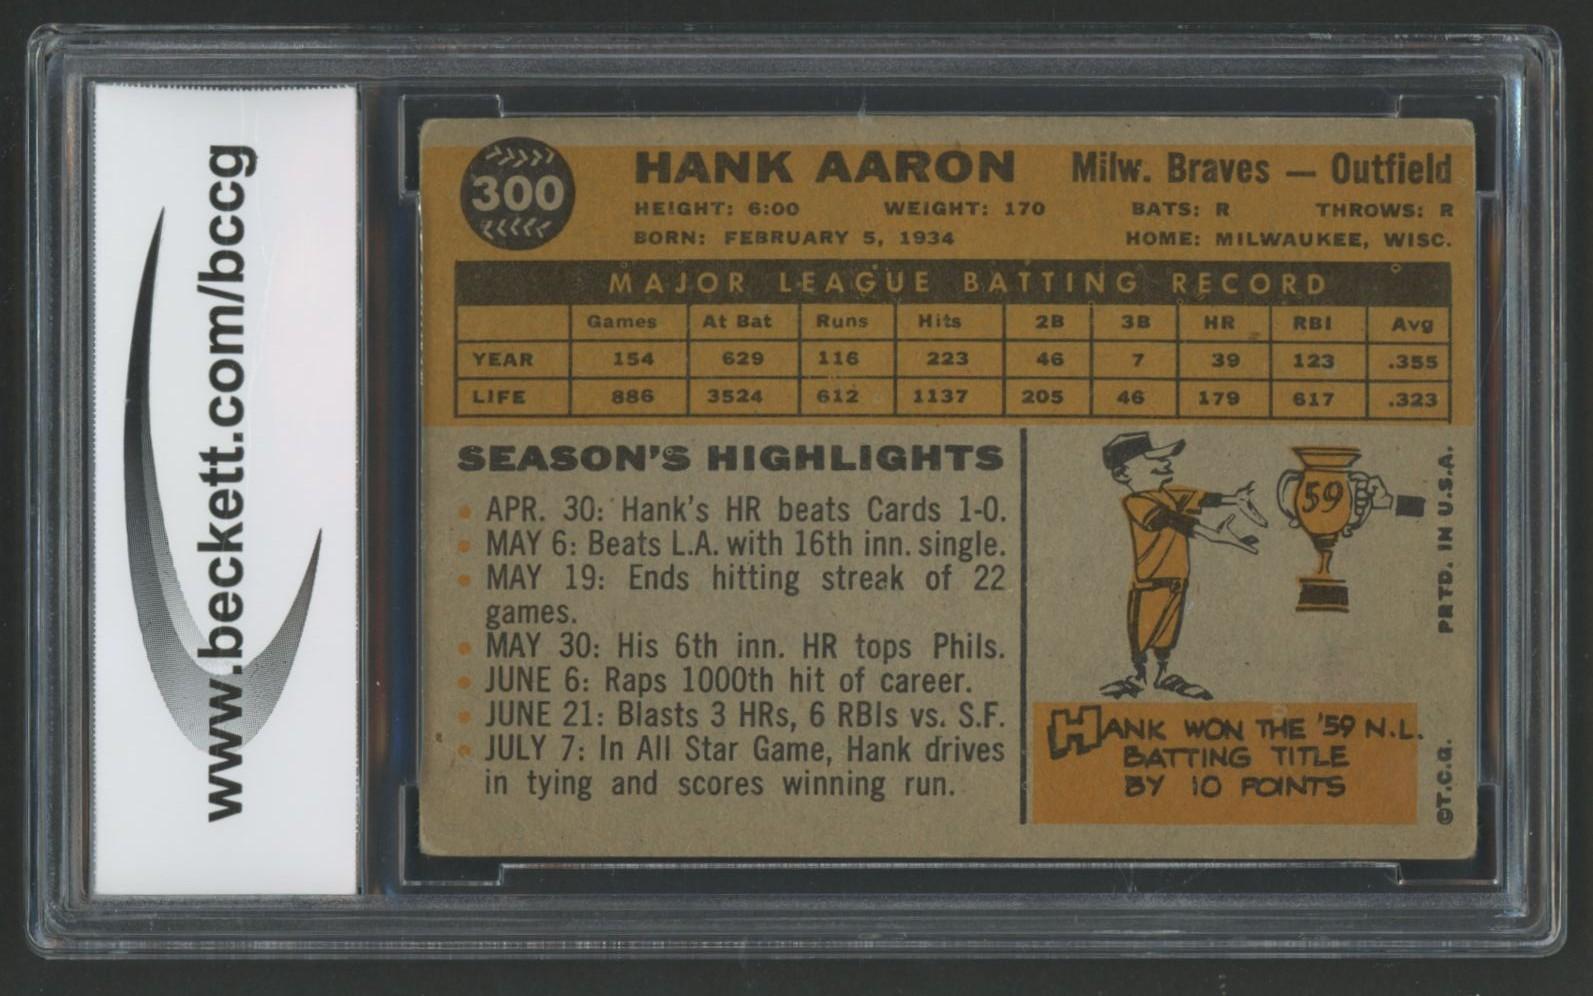 www.beckett.com/bccg
300
HANK AARON Milw. Braves — Outfield
HEIGHT: 6:00 WEIGHT: 170 BATS: R THROWS: R
BORN: FEBRUARY 5, 1934 HOME: MILWAUKEE, WISC.
MAJOR LEAGUE BATTING RECORD
Games At Bat Runs Hits 2B 3B HR RBI Avg
YEAR 154 629 116 223 46 7 39 123 .355
LIFE 886 3524 612 1137 205 46 179 617 .323
SEASON'S HIGHLIGHTS
• APR. 30: Hank's HR beats Cards 1-0.
• MAY 6: Beats L.A. with 16th inn. single.
• MAY 19: Ends hitting streak of 22
games.
• MAY 30: His 6th inn. HR tops Phils.
• JUNE 6: Raps 1000th hit of career.
• JUNE 21: Blasts 3 HRs, 6 RBIs vs. S.F.
• JULY 7: In All Star Game, Hank drives
in tying and scores winning run.
59
HANK WON THE '59 N.L.
BATTING TITLE
BY 10 POINTS
PRTD. IN U.S.A.
©T.C.G.